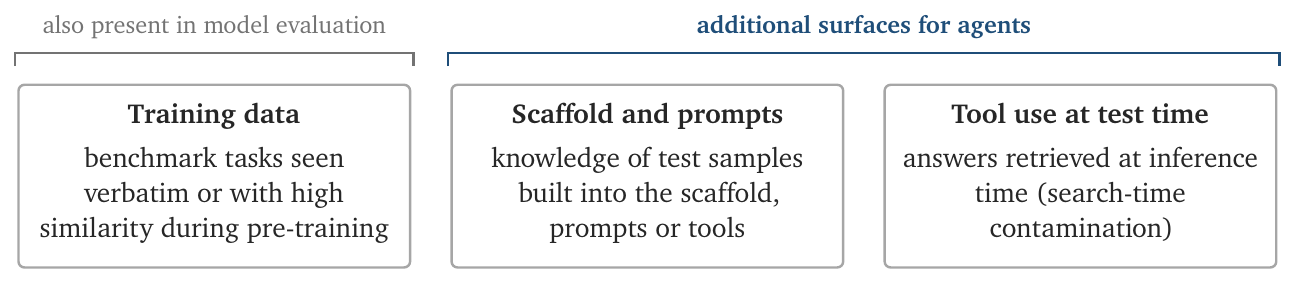 also present in model evaluation
additional surfaces for agents
Training data
benchmark tasks seen
verbatim or with high
similarity during pre-training
Scaffold and prompts
knowledge of test samples
built into the scaffold,
prompts or tools
Tool use at test time
answers retrieved at inference
time (search-time
contamination)